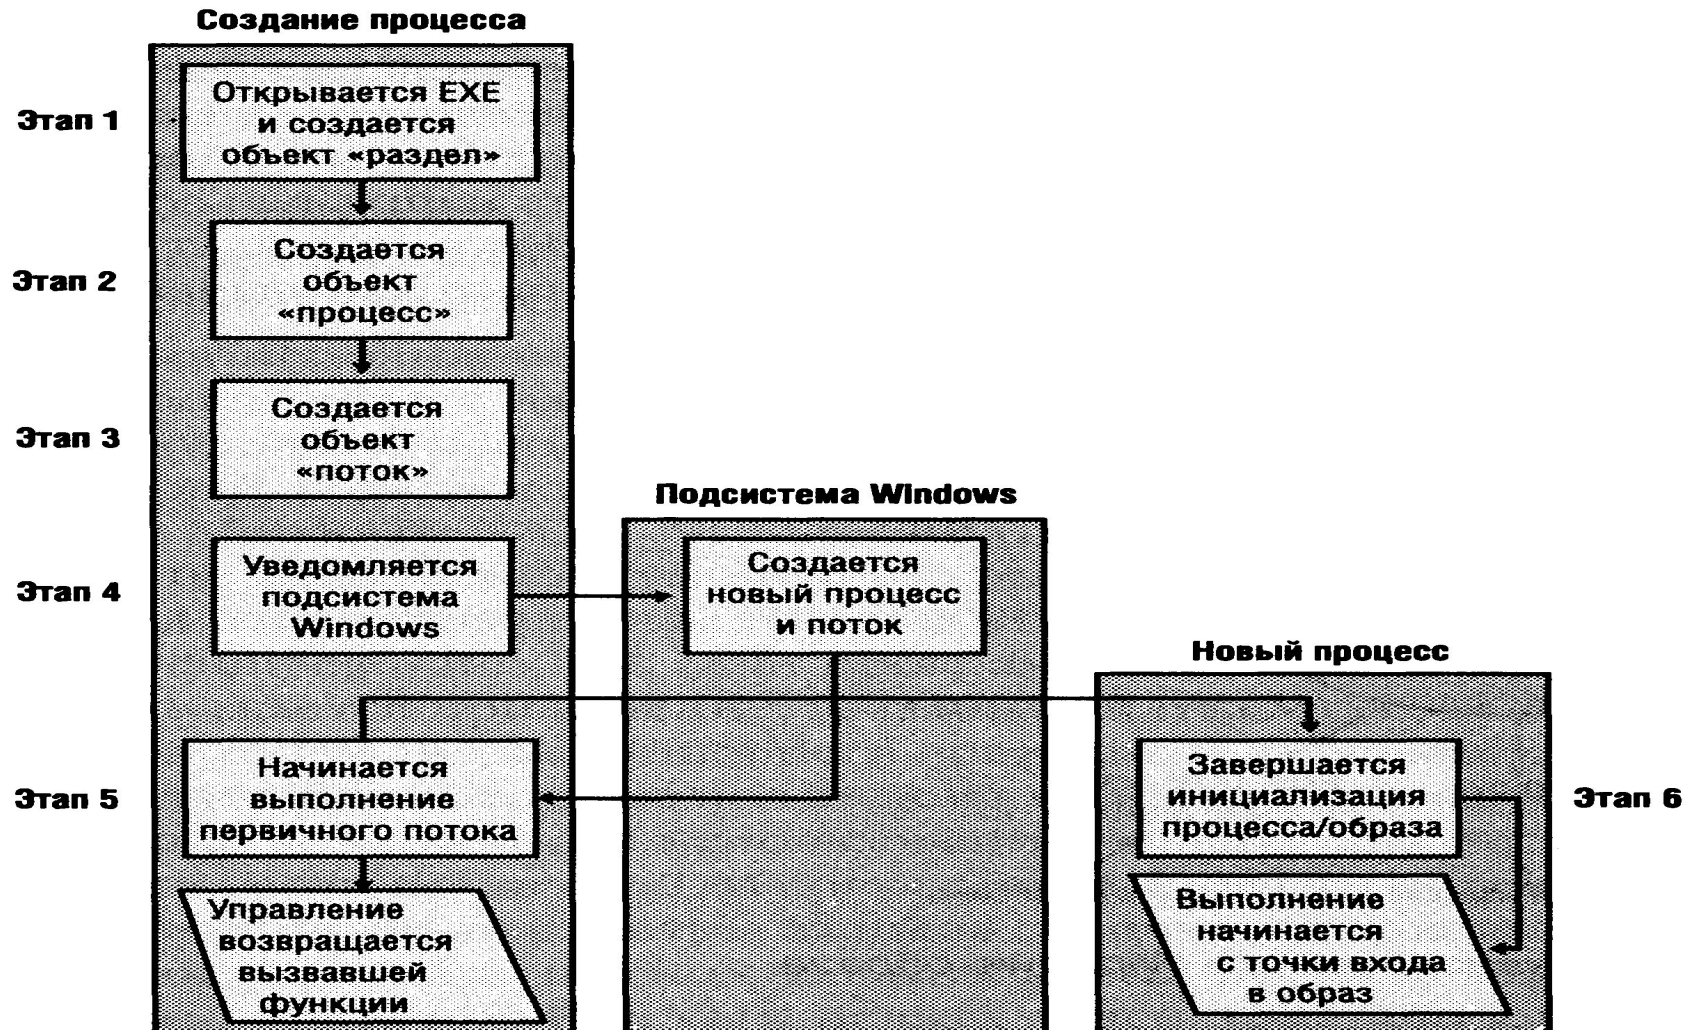 Создание процесса
Этап 1
Открывается EXE
и создается
объект «раздел»
Этап 2
Создается
объект
«процесс»
Этап 3
Создается
объект
«поток»
Подсистема Windows
Этап 4
Уведомляется
подсистема
Windows
Создается
новый процесс
и поток
Новый процесс
Этап 5
Начинается
выполнение
первичного потока
Завершается
инициализация
процесса/образа
Этап 6
Управление
возвращается
вызвавшей
функции
Выполнение
начинается
с точки входа
в образ